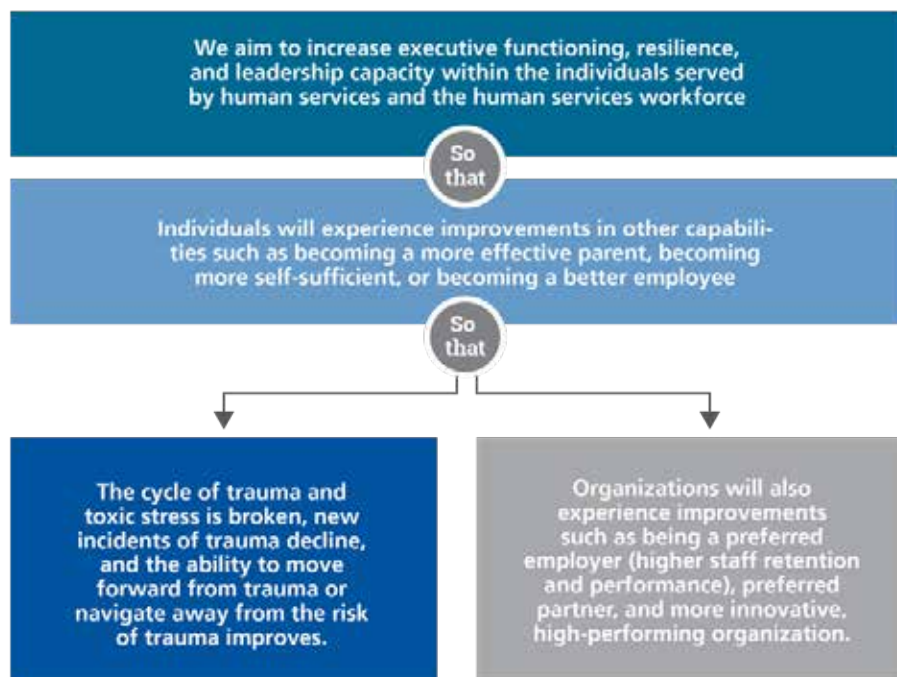 We aim to increase executive functioning, resilience,
and leadership capacity within the individuals served
by human services and the human services workforce
So
that
Individuals will experience improvements in other capabili-
ties such as becoming a more effective parent, becoming
more self-sufficient, or becoming a better employee
So
that
The cycle of trauma and
toxic stress is broken, new
incidents of trauma decline,
and the ability to move
forward from trauma or
navigate away from the risk
of trauma improves.
Organizations will also
experience improvements
such as being a preferred
employer (higher staff retention
and performance), preferred
partner, and more innovative,
high-performing organization.